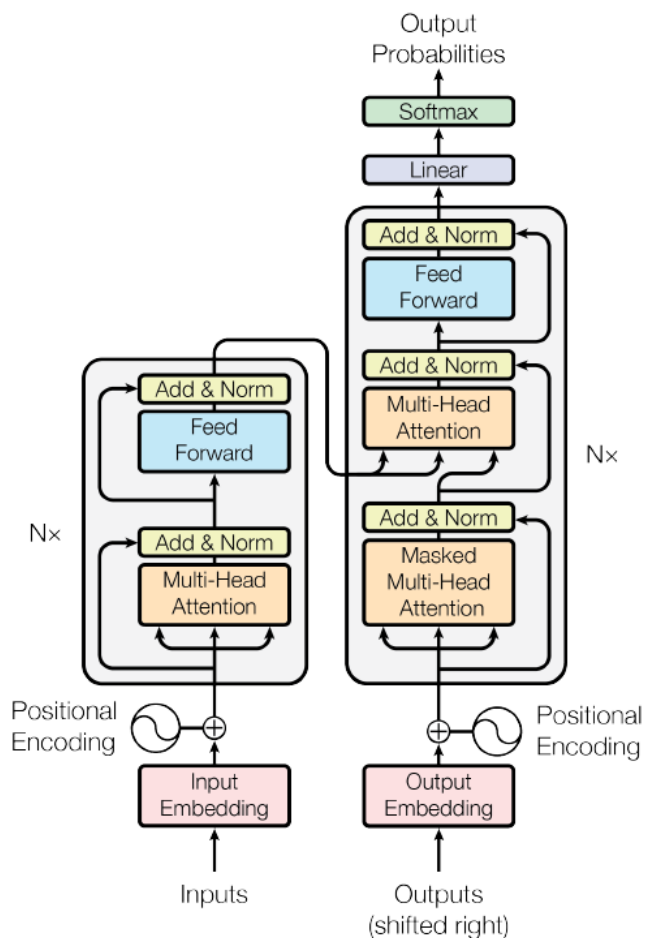 Output
Probabilities
Softmax
Linear
Add & Norm
Feed
Forward
Add & Norm
Multi-Head
Attention
N×
Add & Norm
Masked
Multi-Head
Attention
Add & Norm
Feed
Forward
N×
Add & Norm
Multi-Head
Attention
Positional
Encoding
Positional
Encoding
Input
Embedding
Output
Embedding
Inputs
Outputs
(shifted right)